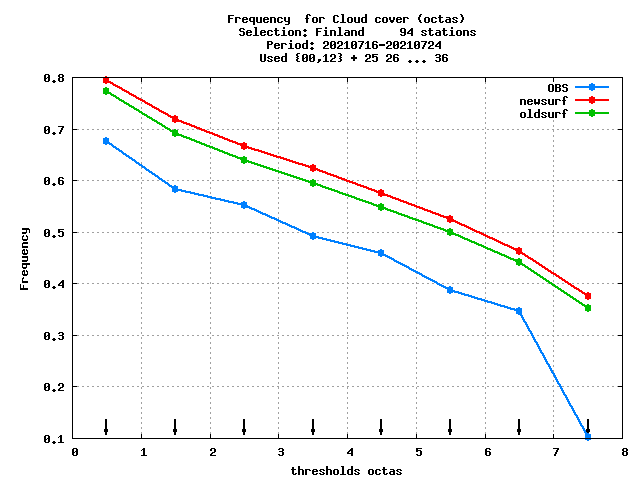 Frequency  for Cloud cover (octas)
Selection: Finland     94 stations
Period: 20210716-20210724
Used {00,12} + 25 26 ... 36
OBS
newsurf
oldsurf
0.8
0.7
0.6
0.5
0.4
0.3
0.2
0.1
Frequency
0 1 2 3 4 5 6 7 8
thresholds octas